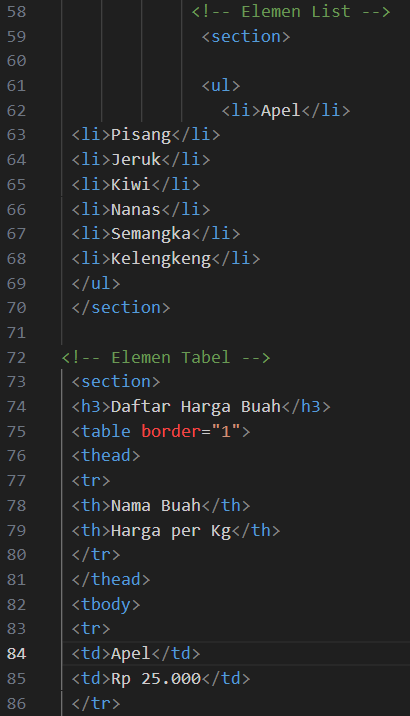 58 <!-- Elemen List -->
59 <section>
60
61 <ul>
62 <li>Apel</li>
63 <li>Pisang</li>
64 <li>Jeruk</li>
65 <li>Kiwi</li>
66 <li>Nanas</li>
67 <li>Semangka</li>
68 <li>Kelengkeng</li>
69 </ul>
70 </section>
71
72 <!-- Elemen Tabel -->
73 <section>
74 <h3>Daftar Harga Buah</h3>
75 <table border="1">
76 <thead>
77 <tr>
78 <th>Nama Buah</th>
79 <th>Harga per Kg</th>
80 </tr>
81 </thead>
82 <tbody>
83 <tr>
84 <td>Apel</td>
85 <td>Rp 25.000</td>
86 </tr>